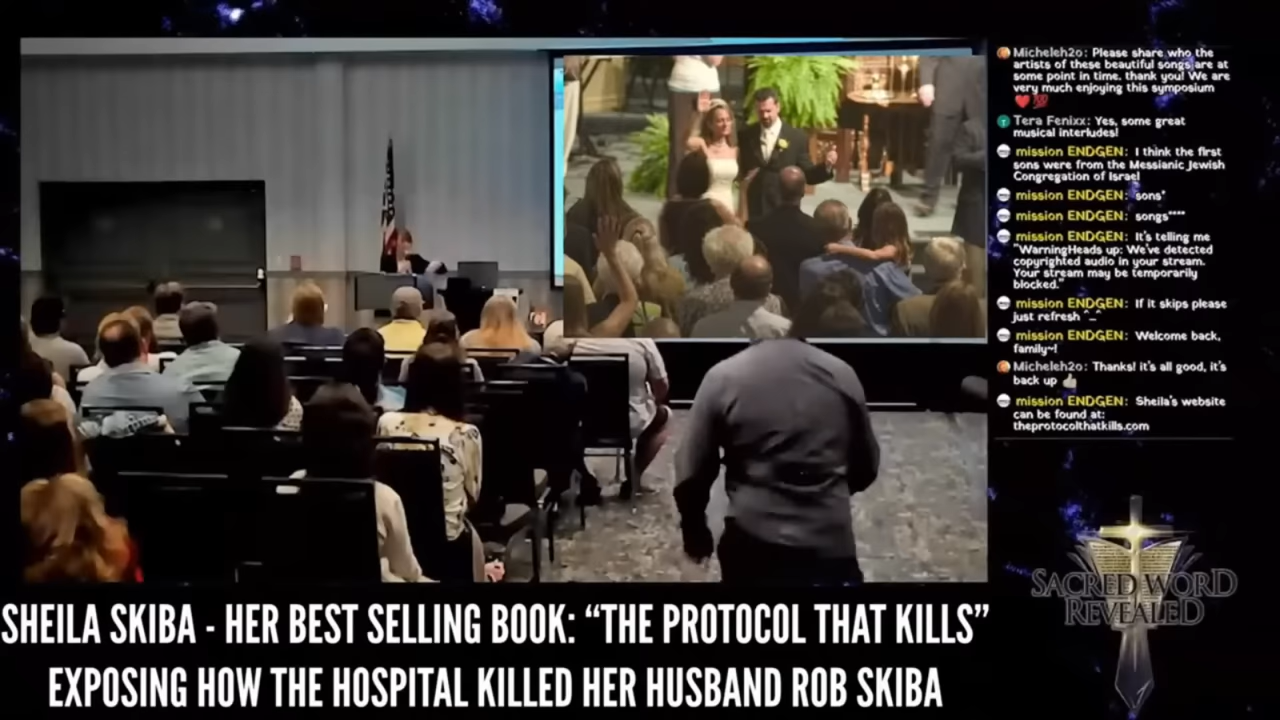 Micheleh2o: Please share who the
artists of these beautiful songs are at
some point in time. thank you! We are
very much enjoying this symposium
❤️💯
Tera Fenixx: Yes, some great
musical interludes!
mission ENDGEN: I think the first
sons were from the Messianic Jewish
Congregation of Israel
mission ENDGEN: sons*
mission ENDGEN: songs****
mission ENDGEN: It's telling me
"WarningHeads up: We've detected
copyrighted audio in your stream.
Your stream may be temporarily
blocked."
mission ENDGEN: If it skips please
just refresh ^_^
mission ENDGEN: Welcome back,
family~!
Micheleh2o: Thanks! it's all good, it's
back up 👍
mission ENDGEN: Sheila's website
can be found at:
theprotocolthatkills.com
SACRED WORD
REVEALED
SHEILA SKIBA - HER BEST SELLING BOOK: “THE PROTOCOL THAT KILLS”
EXPOSING HOW THE HOSPITAL KILLED HER HUSBAND ROB SKIBA